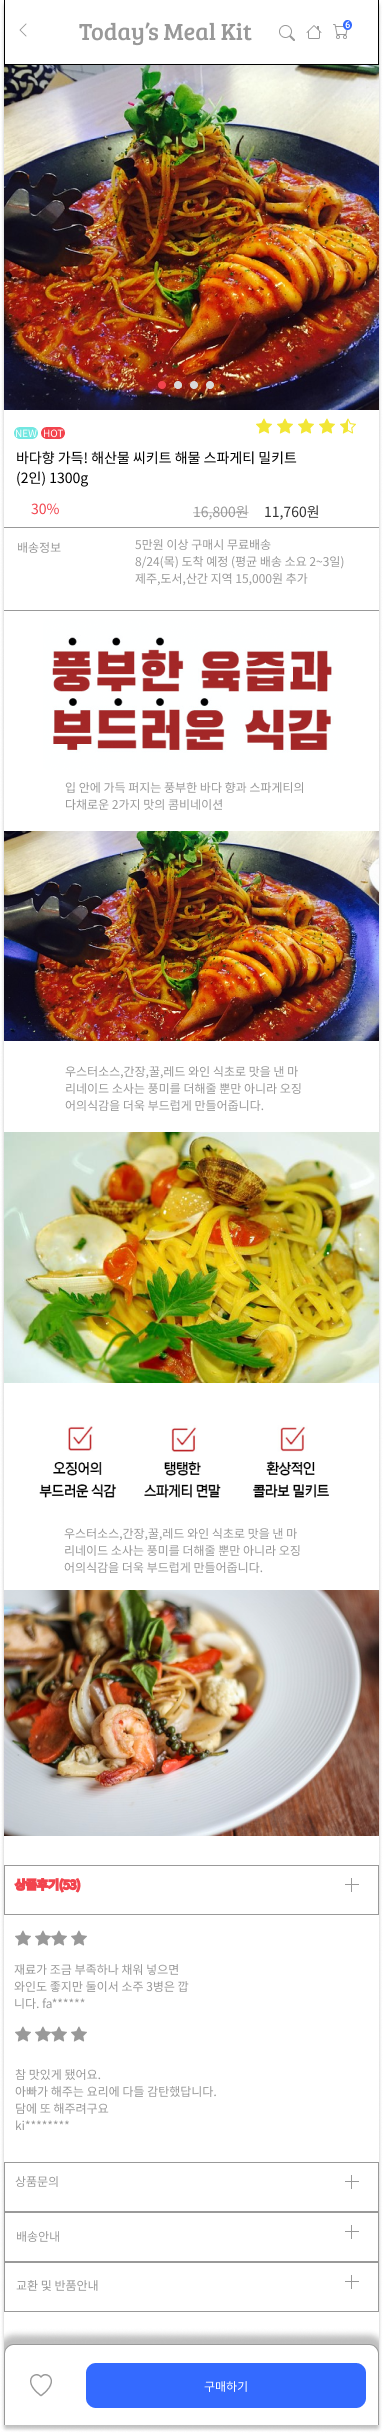 Today's Meal Kit
6
NEW HOT
바다향 가득! 해산물 씨키트 해물 스파게티 밀키트
(2인) 1300g
30% 16,800원 11,760원
배송정보
5만원 이상 구매시 무료배송
8/24(목) 도착 예정 (평균 배송 소요 2~3일)
제주,도서,산간 지역 15,000원 추가
풍부한 육즙과
부드러운 식감
입 안에 가득 퍼지는 풍부한 바다 향과 스파게티의
다채로운 2가지 맛의 콤비네이션
우스터소스,간장,꿀,레드 와인 식초로 맛을 낸 마
리네이드 소사는 풍미를 더해줄 뿐만 아니라 오징
어의식감을 더욱 부드럽게 만들어줍니다.
오징어의 탱탱한 환상적인
부드러운 식감 스파게티 면말 콜라보 밀키트
우스터소스,간장,꿀,레드 와인 식초로 맛을 낸 마
리네이드 소사는 풍미를 더해줄 뿐만 아니라 오징
어의식감을 더욱 부드럽게 만들어줍니다.
상품후기(53)
재료가 조금 부족하나 채워 넣으면
와인도 좋지만 둘이서 소주 3병은 깝
니다. fa******
참 맛있게 됐어요.
아빠가 해주는 요리에 다들 감탄했답니다.
담에 또 해주려구요
ki********
상품문의
배송안내
교환 및 반품안내
구매하기